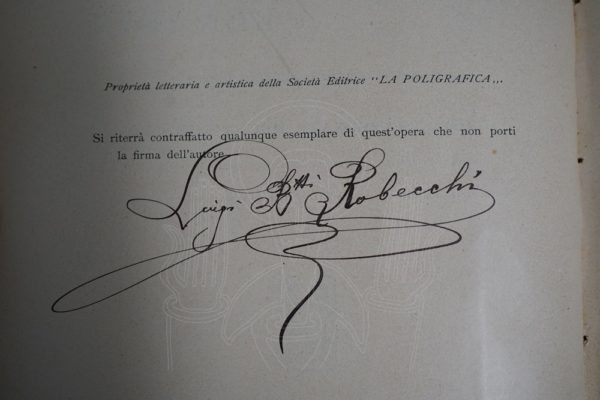 Proprietà letteraria e artistica della Società Editrice "LA POLIGRAFICA„.
Si riterrà contraffatto qualunque esemplare di quest'opera che non porti
la firma dell'autore
Luigi Btti Robecchi